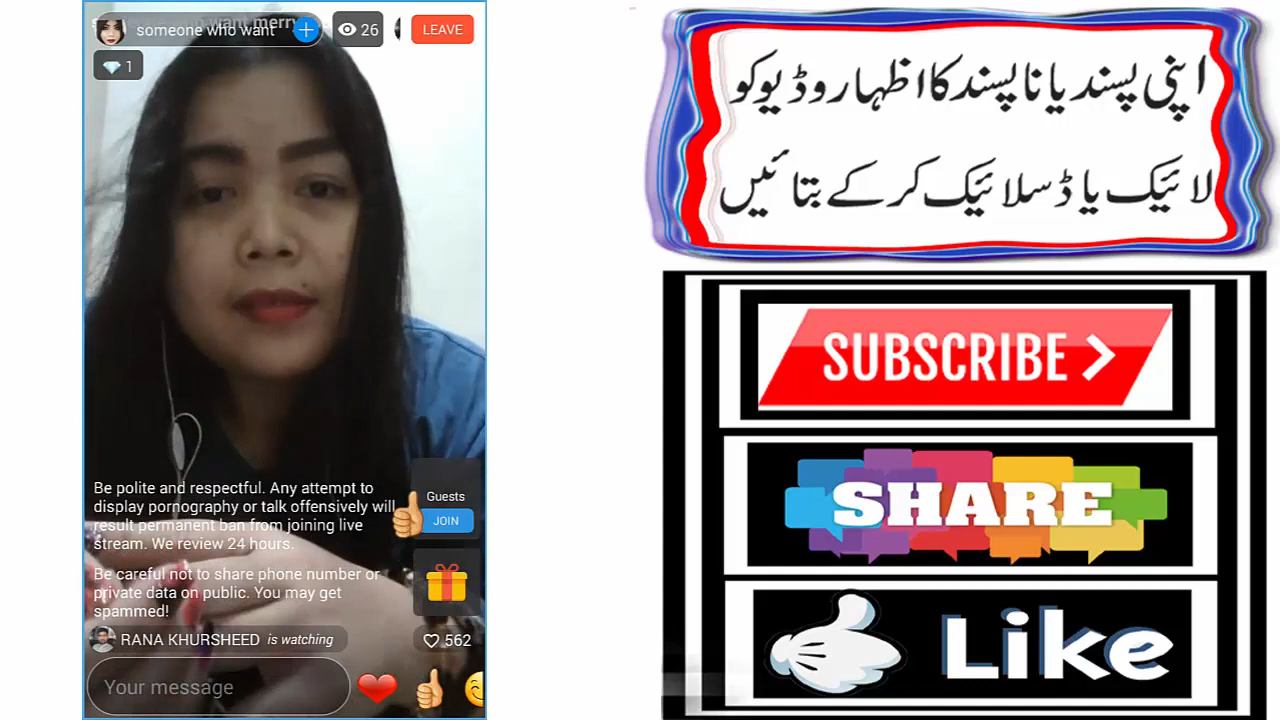 someone who want
26
LEAVE
1
Be polite and respectful. Any attempt to
display pornography or talk offensively will
result permanent ban from joining live
stream. We review 24 hours.
Be careful not to share phone number or
private data on public. You may get
spammed!
RANA KHURSHEED is watching
Guests
JOIN
562
Your message
اپنی پسند یا نا پسند کا اظہار وڈیو کو
لائیک یا ڈسلائیک کر کے بتائیں
SUBSCRIBE
SHARE
Like